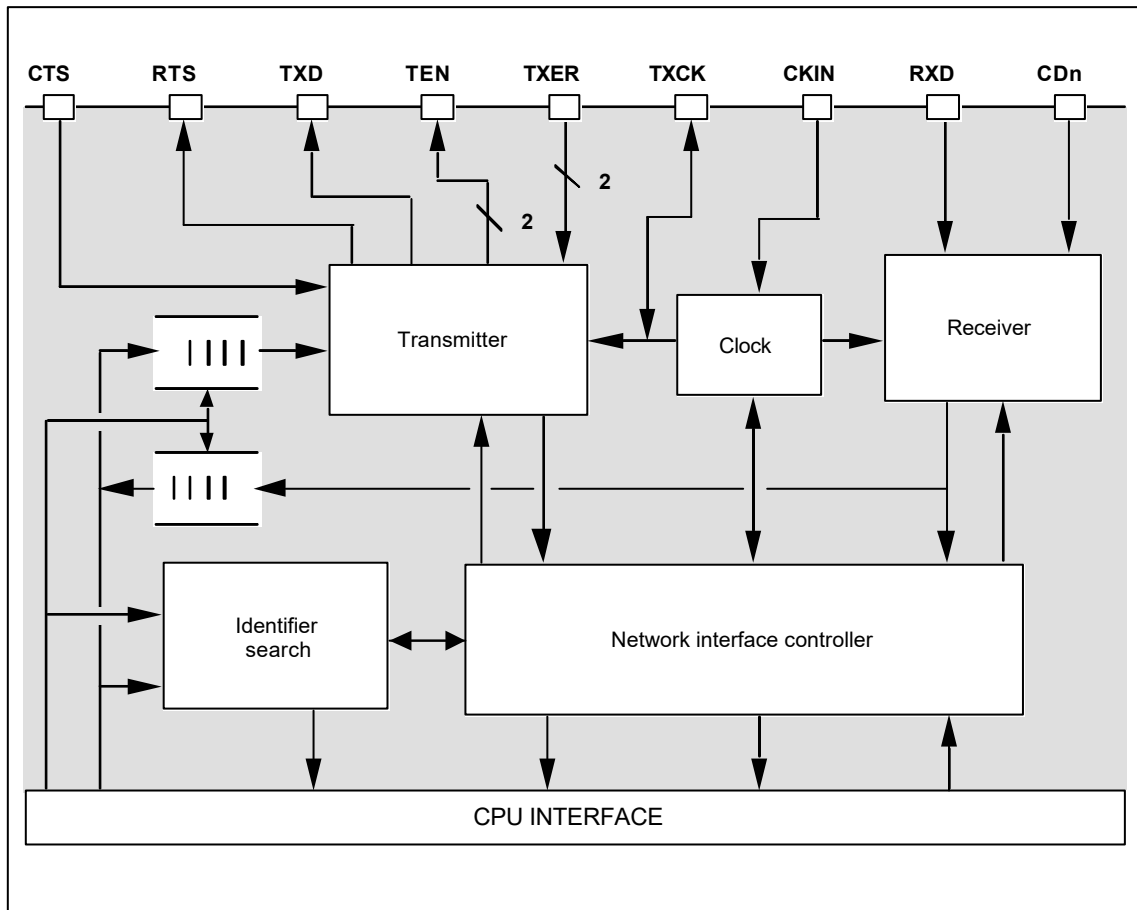 CTS RTS TXD TEN TXER TXCK CKIN RXD CDn
2
2
Transmitter
Clock
Receiver
Identifier
search
Network interface controller
CPU INTERFACE